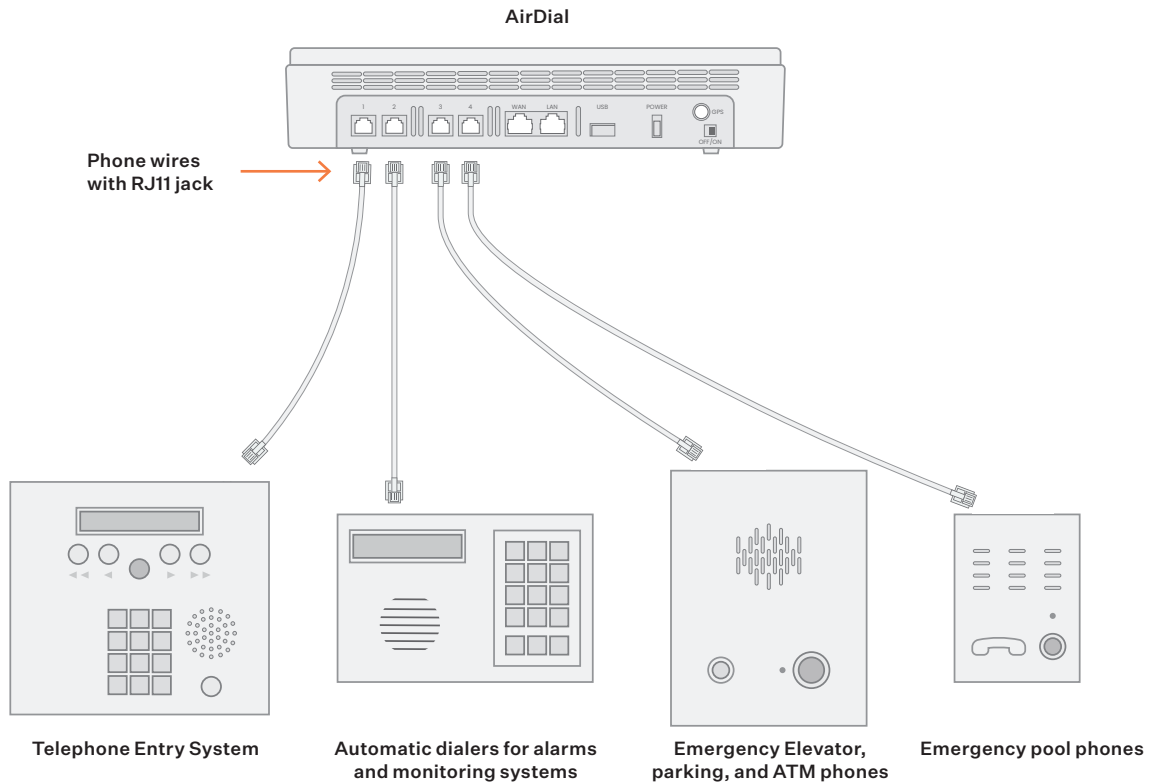 AirDial
1 2 3 4 WAN LAN USB POWER GPS
OFF/ON
Phone wires
with RJ11 jack
Telephone Entry System
Automatic dialers for alarms
and monitoring systems
Emergency Elevator,
parking, and ATM phones
Emergency pool phones